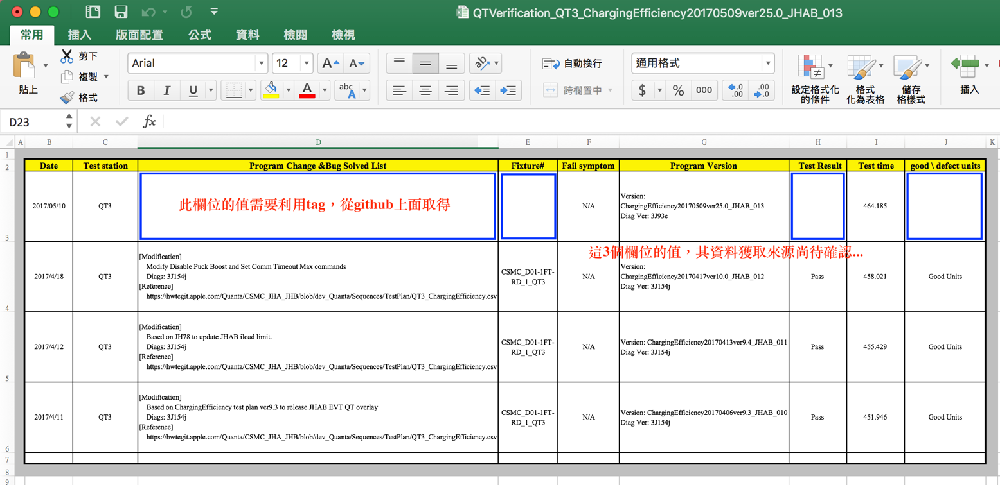 QTVerification_QT3_ChargingEfficiency20170509ver25.0_JHAB_013
常用 插入 版面配置 公式 資料 檢閱 檢視
貼上
剪下
複製
格式
Arial 12
B I U
A A
A
abc A
ab
自動換行
跨欄置中
通用格式
$ % 000 .0 .00 .00 .0
設定格式化
的條件
格式
化為表格
儲存
格樣式
插入
D23 fx
A B C D E F G H I J K
1
2 Date Test station Program Change &Bug Solved List Fixture# Fail symptom Program Version Test Result Test time good \ defect units
3
2017/05/10 QT3
此欄位的值需要利用tag，從github上面取得
N/A
Version:
ChargingEfficiency20170509ver25.0_JHAB_013
Diag Ver: 3J93e
464.185
這3個欄位的值，其資料獲取來源尚待確認...
4
2017/4/18 QT3
[Modification]
Modify Disable Puck Boost and Set Comm Timeout Max commands
Diags: 3J154j
[Reference]
https://hwtegit.apple.com/Quanta/CSMC_JHA_JHB/blob/dev_Quanta/Sequences/TestPlan/QT3_ChargingEfficiency.csv
CSMC_D01-1FT-
RD_1_QT3
N/A
Version:
ChargingEfficiency20170417ver10.0_JHAB_012
Diag Ver: 3J154j
Pass 458.021 Good Units
5
2017/4/12 QT3
[Modification]
Based on JH78 to update JHAB iload limit.
Diags: 3J154j
[Reference]
https://hwtegit.apple.com/Quanta/CSMC_JHA_JHB/blob/dev_Quanta/Sequences/TestPlan/QT3_ChargingEfficiency.csv
CSMC_D01-1FT-
RD_1_QT3
N/A
Version: ChargingEfficiency20170413ver9.4_JHAB_011
Diag Ver: 3J154j
Pass 455.429 Good Units
6
2017/4/11 QT3
[Modification]
Based on ChargingEfficiency test plan ver9.3 to release JHAB EVT QT overlay
Diags: 3J154j
[Reference]
https://hwtegit.apple.com/Quanta/CSMC_JHA_JHB/blob/dev_Quanta/Sequences/TestPlan/QT3_ChargingEfficiency.csv
CSMC_D01-1FT-
RD_1_QT3
N/A
Version: ChargingEfficiency20170406ver9.3_JHAB_010
Diag Ver: 3J154j
Pass 451.946 Good Units
7
8
9